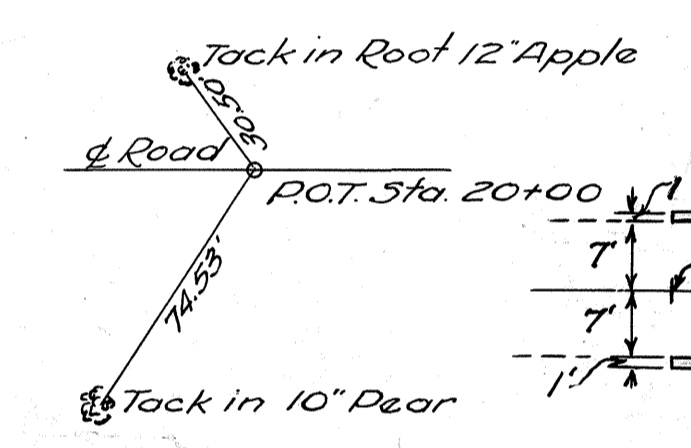 Tack in Root 12" Apple
30.50'
℄ Road
P.O.T. Sta. 20+00
74.53'
Tack in 10" Pear
1
7'
7'
1'